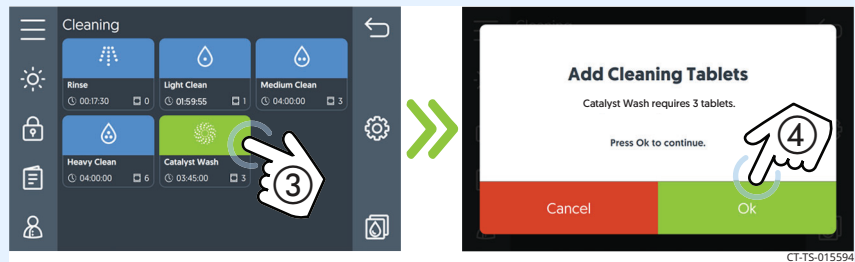 Cleaning
Rinse
00:17:30 0
Light Clean
01:59:55 1
Medium Clean
04:00:00 3
Heavy Clean
04:00:00 6
Catalyst Wash
03:45:00 3
3
Add Cleaning Tablets
Catalyst Wash requires 3 tablets.
Press Ok to continue.
4
Cancel
Ok
CT-TS-015594